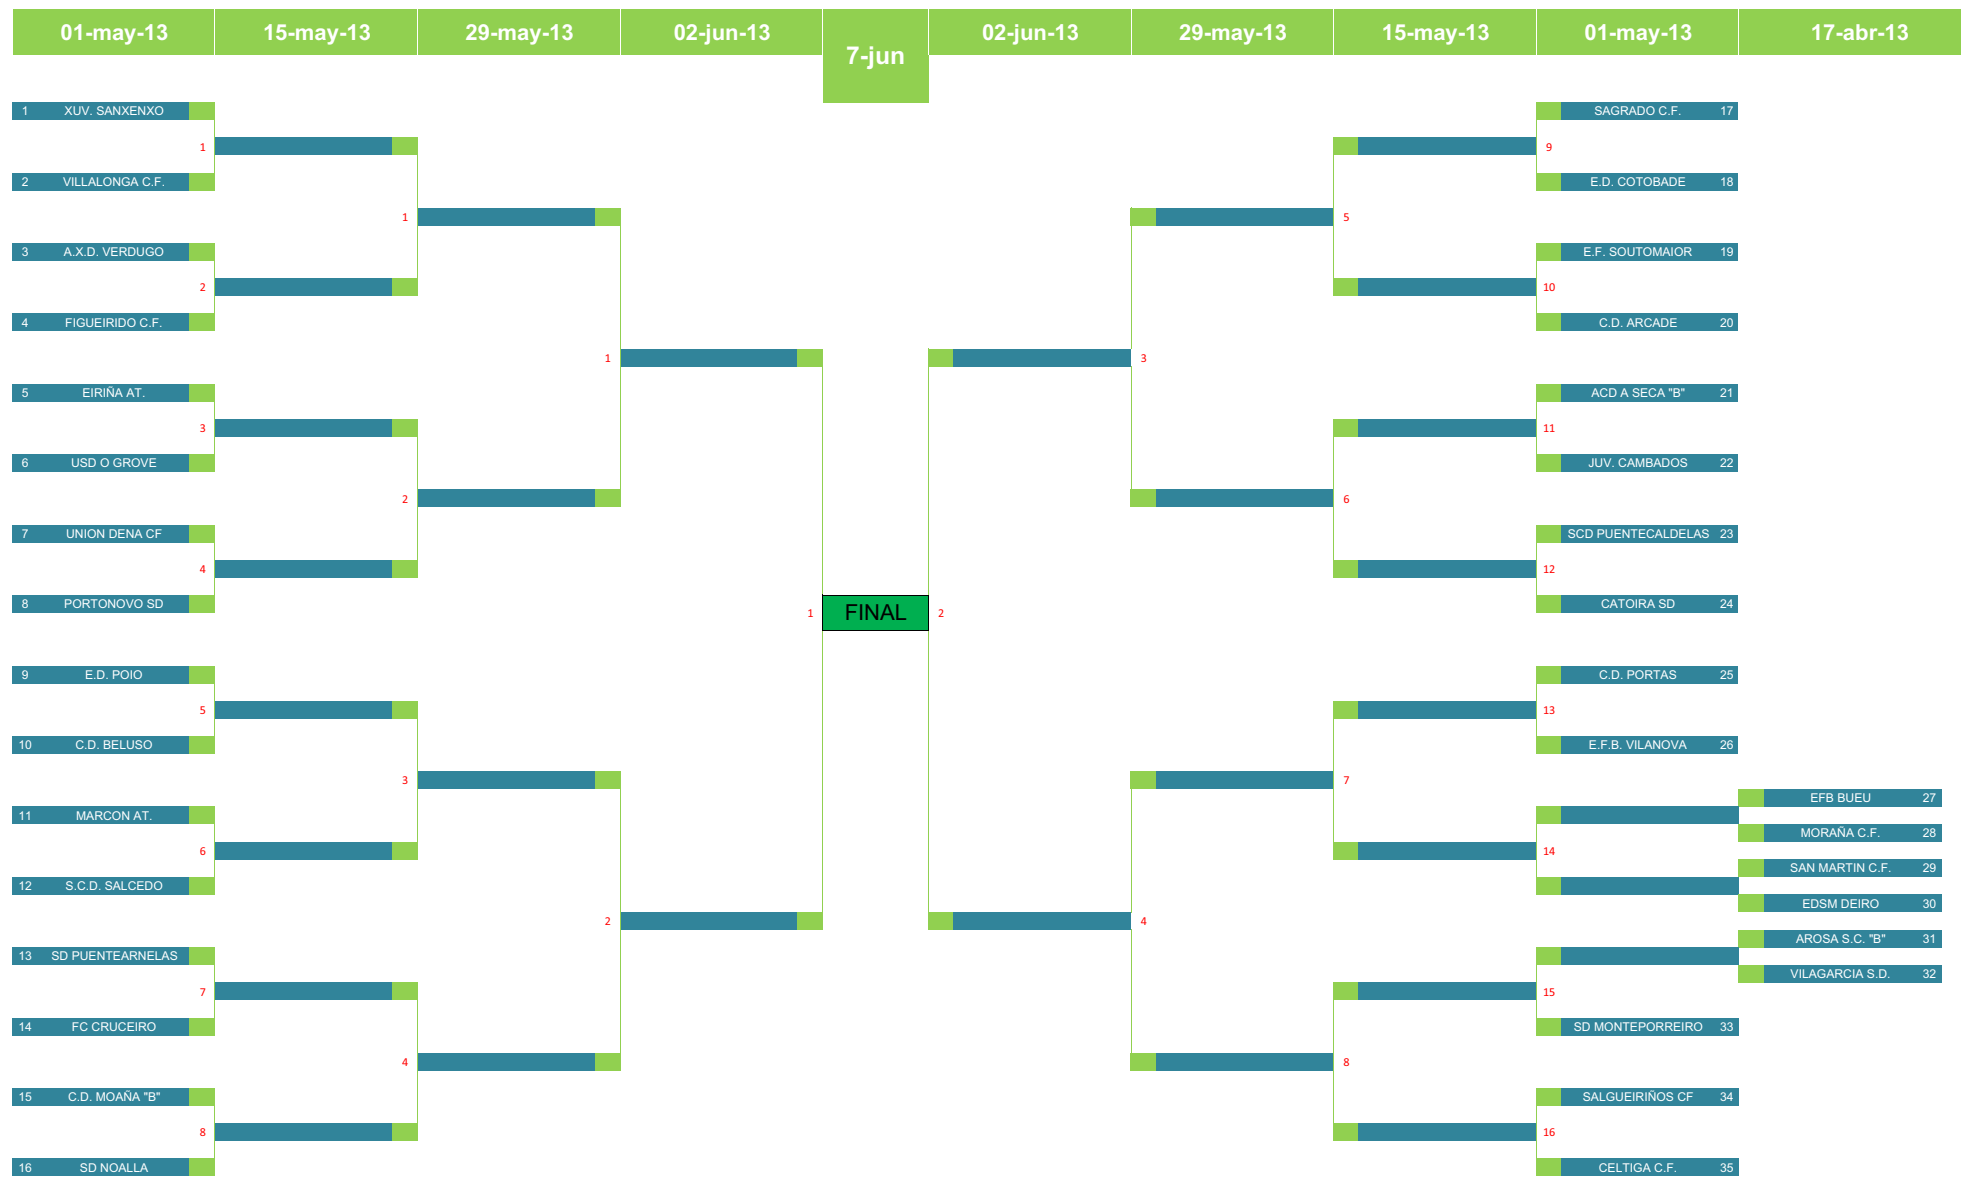 01-may-13 15-may-13 29-may-13 02-jun-13 7-jun 02-jun-13 29-may-13 15-may-13 01-may-13 17-abr-13
1 XUV. SANXENXO SAGRADO C.F. 17
1 9
2 VILLALONGA C.F. E.D. COTOBADE 18
1 5
3 A.X.D. VERDUGO E.F. SOUTOMAIOR 19
2 10
4 FIGUEIRIDO C.F. C.D. ARCADE 20
1 3
5 EIRIÑA AT. ACD A SECA "B" 21
3 11
6 USD O GROVE JUV. CAMBADOS 22
2 6
7 UNION DENA CF SCD PUENTECALDELAS 23
4 12
8 PORTONOVO SD CATOIRA SD 24
1 FINAL 2
9 E.D. POIO C.D. PORTAS 25
5 13
10 C.D. BELUSO E.F.B. VILANOVA 26
3 7
EFB BUEU 27
11 MARCON AT.
MORAÑA C.F. 28
6 14
SAN MARTIN C.F. 29
12 S.C.D. SALCEDO
EDSM DEIRO 30
2 4
AROSA S.C. "B" 31
13 SD PUENTEARNELAS
VILAGARCIA S.D. 32
7 15
14 FC CRUCEIRO SD MONTEPORREIRO 33
4 8
15 C.D. MOAÑA "B" SALGUEIRIÑOS CF 34
8 16
16 SD NOALLA CELTIGA C.F. 35